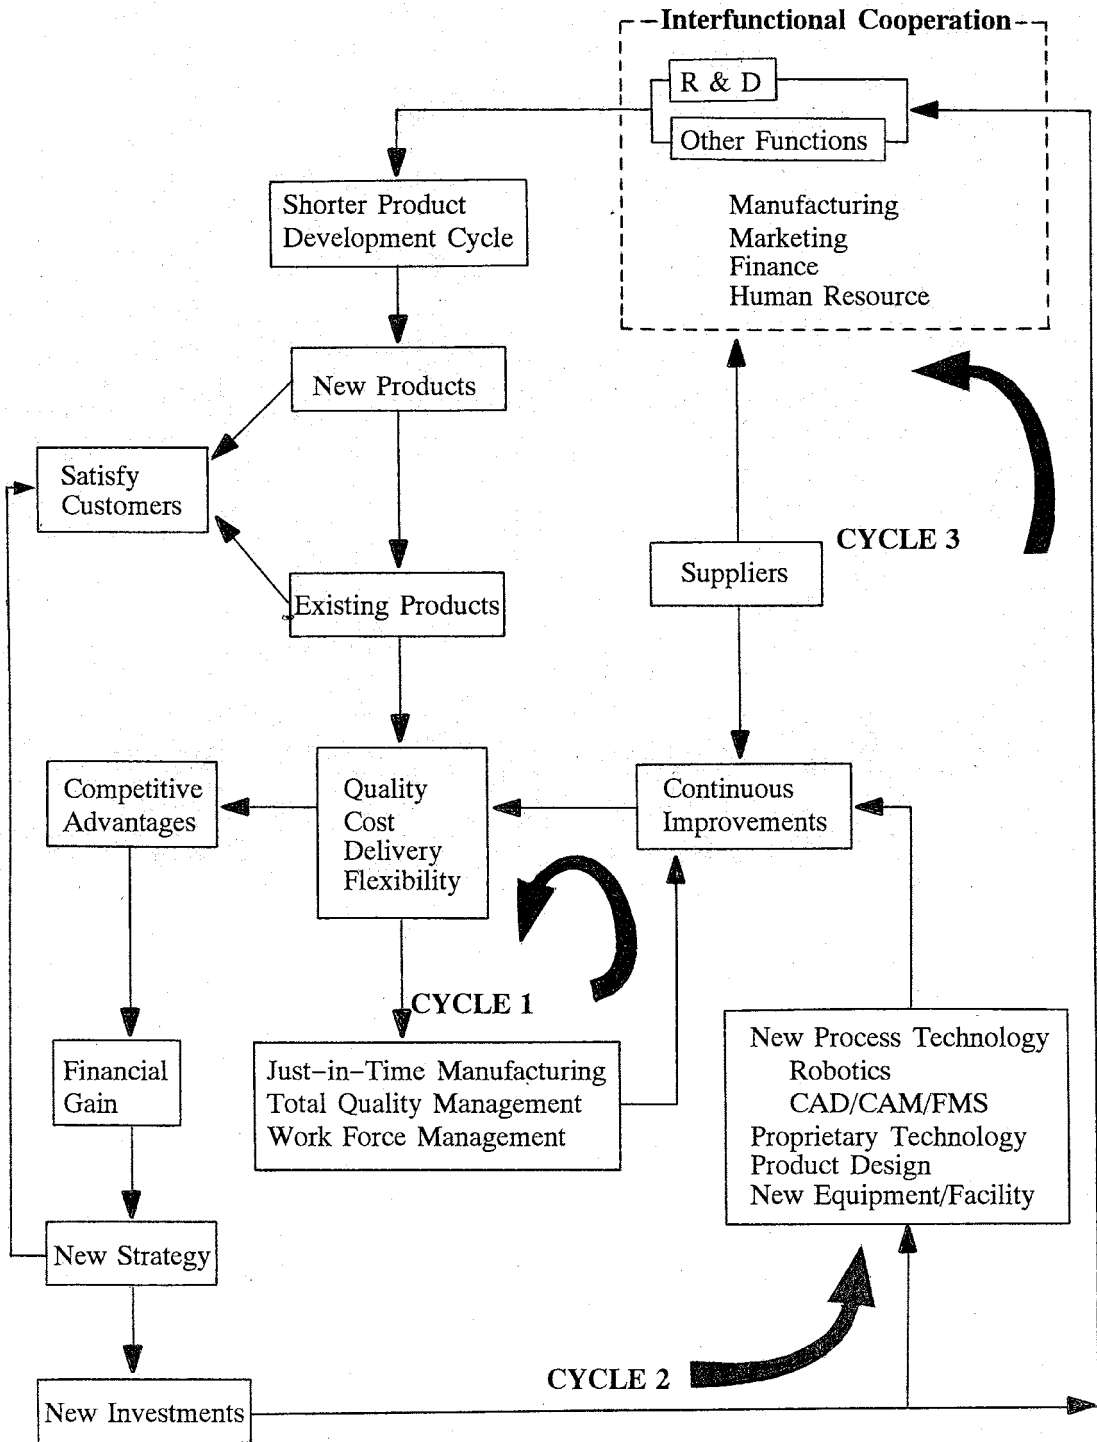 Interfunctional Cooperation
R & D
Other Functions
Manufacturing
Marketing
Finance
Human Resource
Shorter Product
Development Cycle
New Products
Satisfy
Customers
Existing Products
CYCLE 3
Suppliers
Competitive
Advantages
Quality
Cost
Delivery
Flexibility
Continuous
Improvements
CYCLE 1
Financial
Gain
Just-in-Time Manufacturing
Total Quality Management
Work Force Management
New Process Technology
Robotics
CAD/CAM/FMS
Proprietary Technology
Product Design
New Equipment/Facility
New Strategy
CYCLE 2
New Investments